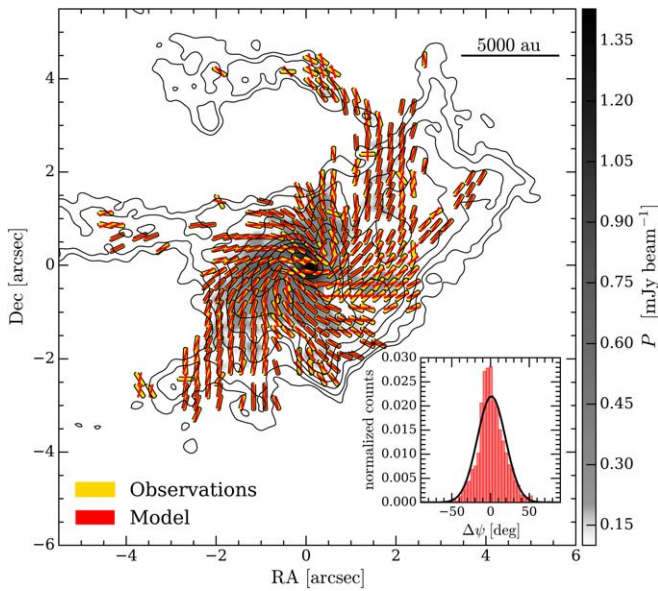 5000 au
Observations
Model
RA [arcsec]
−4 −2 0 2 4 6
Dec [arcsec]
4
2
0
−2
−4
−6
normalized counts
0.030
0.025
0.020
0.015
0.010
0.005
0.000
−50 0 50
Δψ [deg]
1.35
1.20
1.05
0.90
0.75
0.60
0.45
0.30
0.15
P [mJy beam⁻¹]